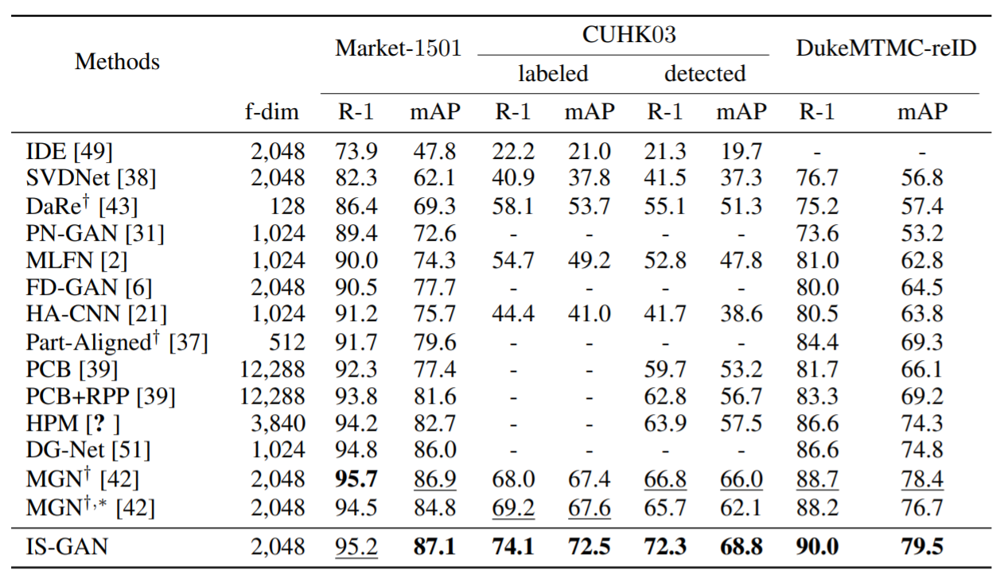 Methods Market-1501 CUHK03 DukeMTMC-reID
labeled detected
f-dim R-1 mAP R-1 mAP R-1 mAP R-1 mAP
IDE [49] 2,048 73.9 47.8 22.2 21.0 21.3 19.7 - -
SVDNet [38] 2,048 82.3 62.1 40.9 37.8 41.5 37.3 76.7 56.8
DaRe† [43] 128 86.4 69.3 58.1 53.7 55.1 51.3 75.2 57.4
PN-GAN [31] 1,024 89.4 72.6 - - - - 73.6 53.2
MLFN [2] 1,024 90.0 74.3 54.7 49.2 52.8 47.8 81.0 62.8
FD-GAN [6] 2,048 90.5 77.7 - - - - 80.0 64.5
HA-CNN [21] 1,024 91.2 75.7 44.4 41.0 41.7 38.6 80.5 63.8
Part-Aligned† [37] 512 91.7 79.6 - - - - 84.4 69.3
PCB [39] 12,288 92.3 77.4 - - 59.7 53.2 81.7 66.1
PCB+RPP [39] 12,288 93.8 81.6 - - 62.8 56.7 83.3 69.2
HPM [? ] 3,840 94.2 82.7 - - 63.9 57.5 86.6 74.3
DG-Net [51] 1,024 94.8 86.0 - - - - 86.6 74.8
MGN† [42] 2,048 95.7 86.9 68.0 67.4 66.8 66.0 88.7 78.4
MGN†,* [42] 2,048 94.5 84.8 69.2 67.6 65.7 62.1 88.2 76.7
IS-GAN 2,048 95.2 87.1 74.1 72.5 72.3 68.8 90.0 79.5